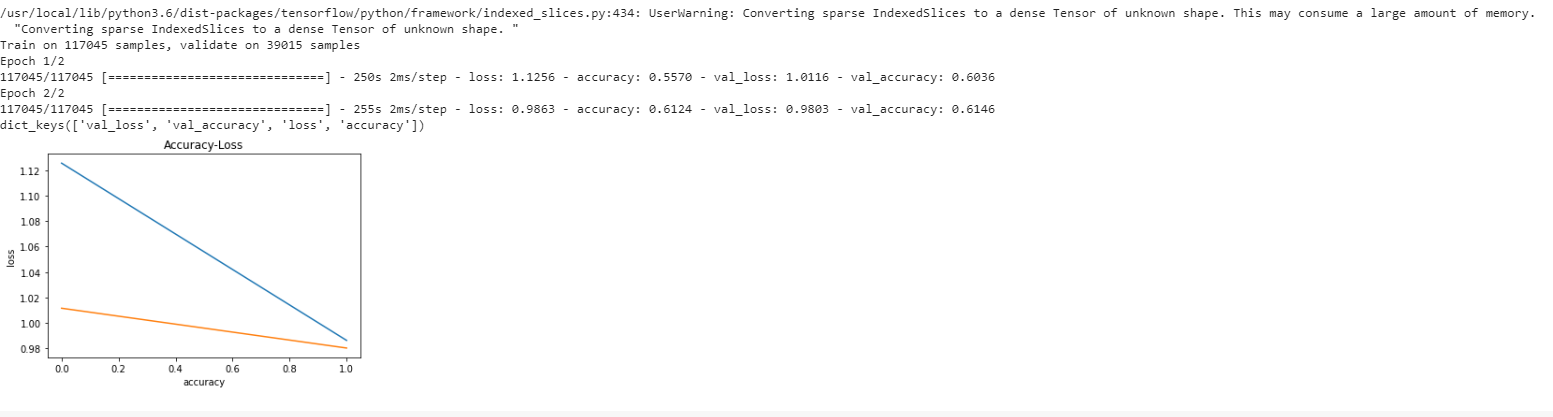 /usr/local/lib/python3.6/dist-packages/tensorflow/python/framework/indexed_slices.py:434: UserWarning: Converting sparse IndexedSlices to a dense Tensor of unknown shape. This may consume a large amount of memory.
  "Converting sparse IndexedSlices to a dense Tensor of unknown shape. "
Train on 117045 samples, validate on 39015 samples
Epoch 1/2
117045/117045 [==============================] - 250s 2ms/step - loss: 1.1256 - accuracy: 0.5570 - val_loss: 1.0116 - val_accuracy: 0.6036
Epoch 2/2
117045/117045 [==============================] - 255s 2ms/step - loss: 0.9863 - accuracy: 0.6124 - val_loss: 0.9803 - val_accuracy: 0.6146
dict_keys(['val_loss', 'val_accuracy', 'loss', 'accuracy'])
Accuracy-Loss
1.12
1.10
1.08
1.06
1.04
1.02
1.00
0.98
loss
0.0 0.2 0.4 0.6 0.8 1.0
accuracy